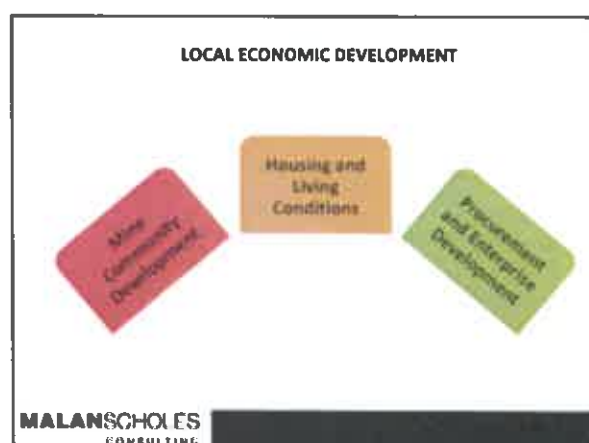 LOCAL ECONOMIC DEVELOPMENT
Mine
Community
Development
Housing and
Living
Conditions
Procurement
and Enterprise
Development
MALANSCHOLES
CONSULTING